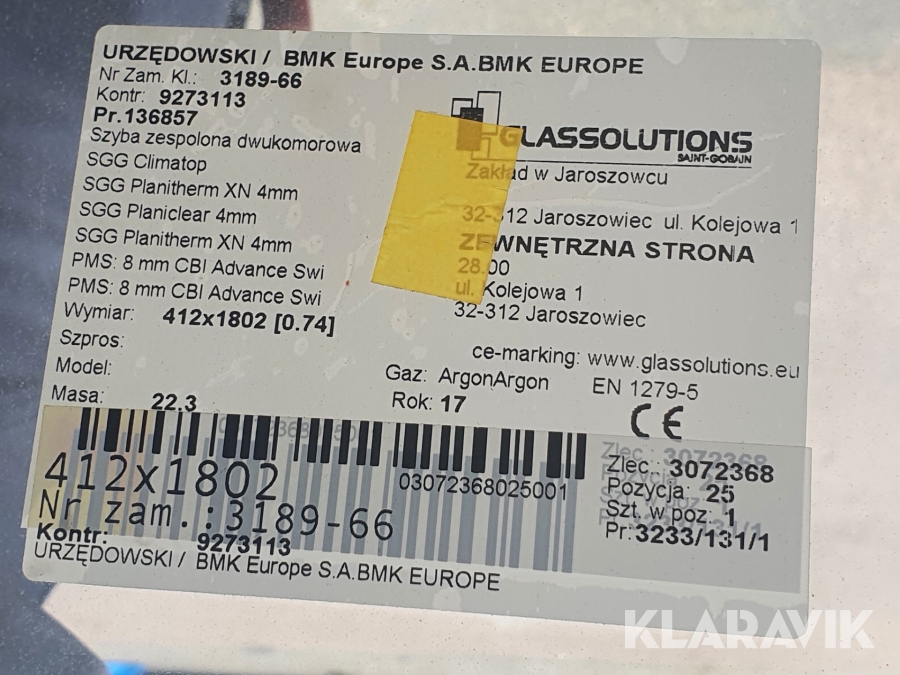 URZĘDOWSKI / BMK Europe S.A.BMK EUROPE
Nr Zam. Kl.: 3189-66
Kontr: 9273113
Pr.136857
Szyba zespolona dwukomorowa
SGG Climatop
SGG Planitherm XN 4mm
SGG Planiclear 4mm
SGG Planitherm XN 4mm
PMS: 8 mm CBI Advance Swi
PMS: 8 mm CBI Advance Swi
Wymiar: 412x1802 [0.74]
Szpros:
Model:
Masa: 22.3
GLASSOLUTIONS
SAINT-GOBAIN
Zakład w Jaroszowcu
32-312 Jaroszowiec ul. Kolejowa 1
ZEWNĘTRZNA STRONA
28.00
ul. Kolejowa 1
32-312 Jaroszowiec
ce-marking: www.glassolutions.eu
Gaz: ArgonArgon EN 1279-5
Rok: 17 CE
03072368025001
412x1802
Nr zam.:3189-66
Kontr: 9273113
URZĘDOWSKI / BMK Europe S.A.BMK EUROPE
Zlec.: 3072368
Pozycja: 25
Szt. w poz: 1
Pr:3233/131/1
KLARAVIK